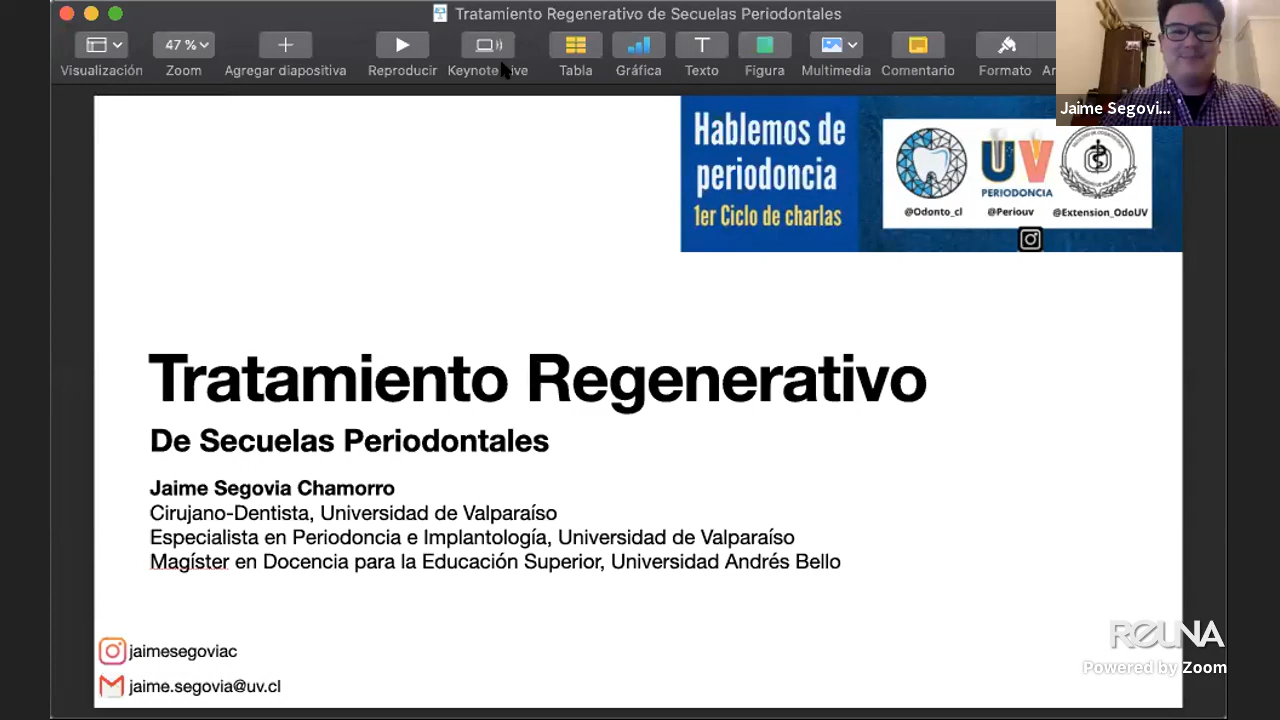 Tratamiento Regenerativo de Secuelas Periodontales
47 %
Visualización
Zoom
Agregar diapositiva
Reproducir
Tabla
Gráfica
Texto
Figura
Multimedia
Comentario
Formato
Jaime Segovi...
Hablemos de
periodoncia
1er Ciclo de charlas
UV
PERIODONCIA
@Odonto_cl
@Periouv
@Extension_OdoUV
Tratamiento Regenerativo
De Secuelas Periodontales
Jaime Segovia Chamorro
Cirujano-Dentista, Universidad de Valparaíso
Especialista en Periodoncia e Implantología, Universidad de Valparaíso
Magíster en Docencia para la Educación Superior, Universidad Andrés Bello
jaimesegoviac
jaime.segovia@uv.cl
REUNA
Powered by Zoom